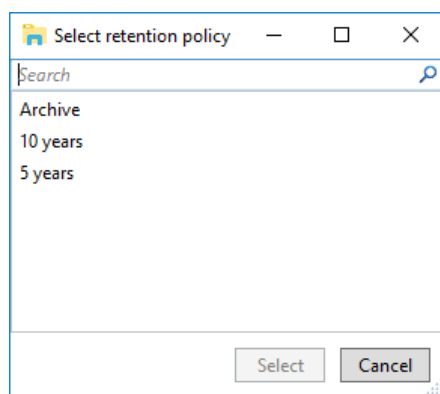 Select retention policy
Search
Archive
10 years
5 years
Select Cancel